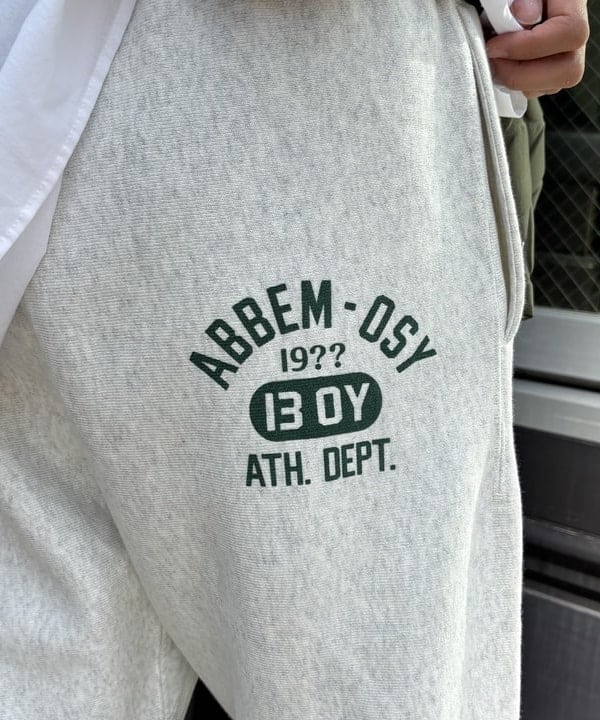 ABBEM-OSY
19??
13 OY
ATH. DEPT.